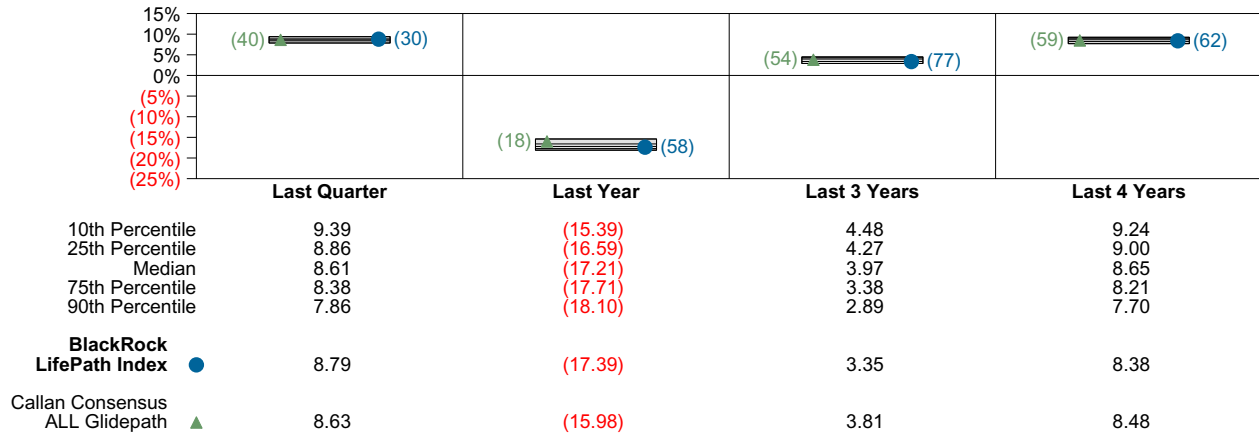 15%
10%
5%
0%
(5%)
(10%)
(15%)
(20%)
(25%)
(40) (30)
(18) (58)
(54) (77)
(59) (62)
Last Quarter Last Year Last 3 Years Last 4 Years
10th Percentile 9.39 (15.39) 4.48 9.24
25th Percentile 8.86 (16.59) 4.27 9.00
Median 8.61 (17.21) 3.97 8.65
75th Percentile 8.38 (17.71) 3.38 8.21
90th Percentile 7.86 (18.10) 2.89 7.70
BlackRock
LifePath Index 8.79 (17.39) 3.35 8.38
Callan Consensus
ALL Glidepath 8.63 (15.98) 3.81 8.48